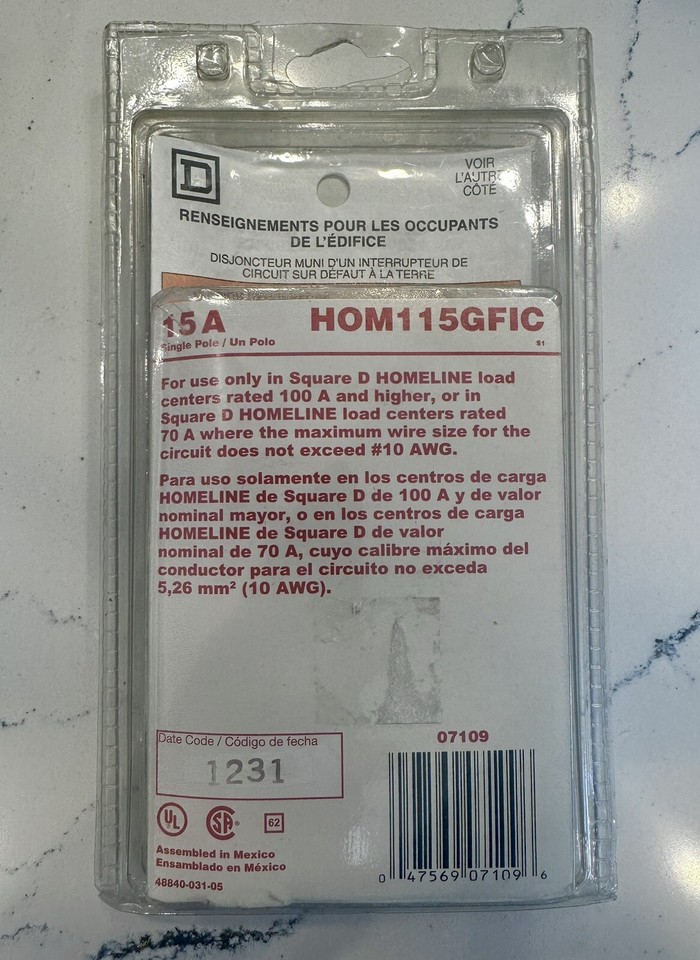 D
VOIR
L'AUTRE
CÔTÉ
RENSEIGNEMENTS POUR LES OCCUPANTS
DE L'ÉDIFICE
DISJONCTEUR MUNI D'UN INTERRUPTEUR DE
CIRCUIT SUR DÉFAUT À LA TERRE
15 A HOM115GFIC
Single Pole / Un Polo S1
For use only in Square D HOMELINE load
centers rated 100 A and higher, or in
Square D HOMELINE load centers rated
70 A where the maximum wire size for the
circuit does not exceed #10 AWG.
Para uso solamente en los centros de carga
HOMELINE de Square D de 100 A y de valor
nominal mayor, o en los centros de carga
HOMELINE de Square D de valor
nominal de 70 A, cuyo calibre máximo del
conductor para el circuito no exceda
5,26 mm² (10 AWG).
Date Code / Código de fecha
1231
07109
UL SA ® 62
Assembled in Mexico
Ensamblado en México
48840-031-05
0 47569 07109 6